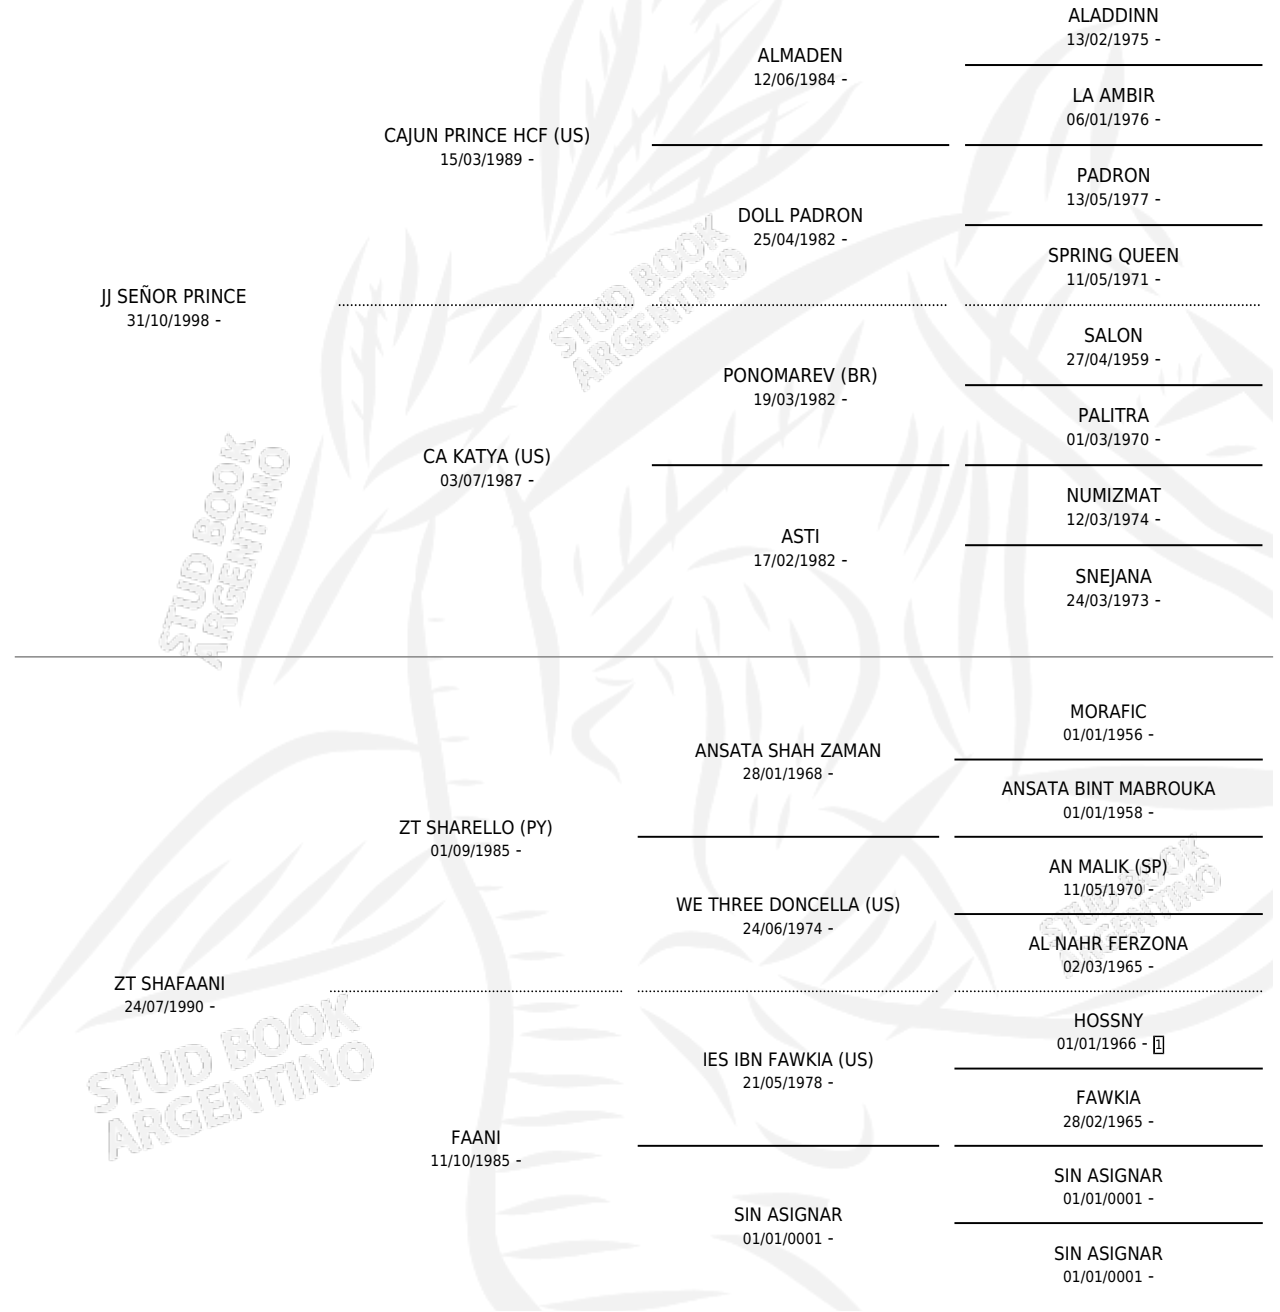 ALADDINN
13/02/1975 -
ALMADEN
12/06/1984 -
LA AMBIR
06/01/1976 -
CAJUN PRINCE HCF (US)
15/03/1989 -
PADRON
13/05/1977 -
DOLL PADRON
25/04/1982 -
SPRING QUEEN
11/05/1971 -
JJ SEÑOR PRINCE
31/10/1998 -
STUD BOOK
ARGENTINO
SALON
27/04/1959 -
PONOMAREV (BR)
19/03/1982 -
PALITRA
01/03/1970 -
CA KATYA (US)
03/07/1987 -
NUMIZMAT
12/03/1974 -
ASTI
17/02/1982 -
SNEJANA
24/03/1973 -
STUD BOOK
ARGENTINO
MORAFIC
01/01/1956 -
ANSATA SHAH ZAMAN
28/01/1968 -
ANSATA BINT MABROUKA
01/01/1958 -
ZT SHARELLO (PY)
01/09/1985 -
AN MALIK (SP)
11/05/1970 -
WE THREE DONCELLA (US)
24/06/1974 -
STUD BOOK
ARGENTINO
AL NAHR FERZONA
02/03/1965 -
ZT SHAFAANI
24/07/1990 -
HOSSNY
01/01/1966 - 1
IES IBN FAWKIA (US)
21/05/1978 -
FAWKIA
28/02/1965 -
STUD BOOK
ARGENTINO
FAANI
11/10/1985 -
SIN ASIGNAR
01/01/0001 -
SIN ASIGNAR
01/01/0001 -
SIN ASIGNAR
01/01/0001 -